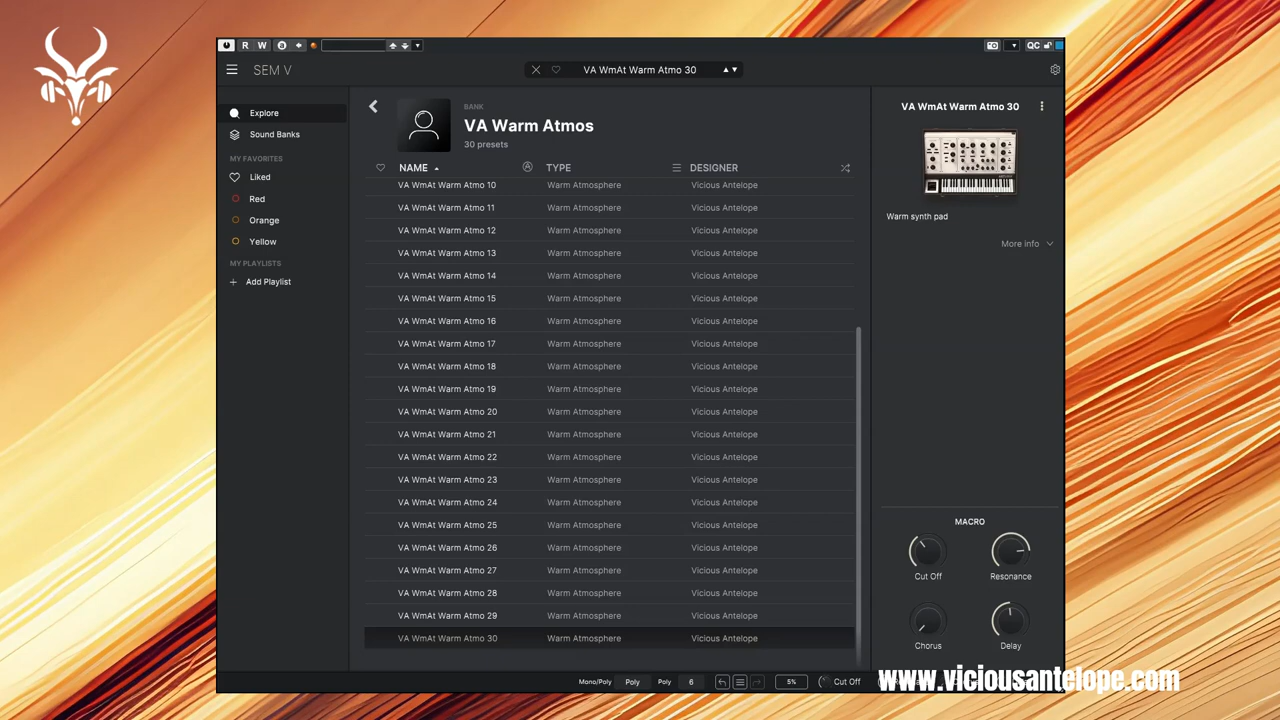 R W
QC
SEM V
VA WmAt Warm Atmo 30
Explore
Sound Banks
MY FAVORITES
Liked
Red
Orange
Yellow
MY PLAYLISTS
Add Playlist
BANK
VA Warm Atmos
30 presets
NAME TYPE DESIGNER
VA WmAt Warm Atmo 10 Warm Atmosphere Vicious Antelope
VA WmAt Warm Atmo 11 Warm Atmosphere Vicious Antelope
VA WmAt Warm Atmo 12 Warm Atmosphere Vicious Antelope
VA WmAt Warm Atmo 13 Warm Atmosphere Vicious Antelope
VA WmAt Warm Atmo 14 Warm Atmosphere Vicious Antelope
VA WmAt Warm Atmo 15 Warm Atmosphere Vicious Antelope
VA WmAt Warm Atmo 16 Warm Atmosphere Vicious Antelope
VA WmAt Warm Atmo 17 Warm Atmosphere Vicious Antelope
VA WmAt Warm Atmo 18 Warm Atmosphere Vicious Antelope
VA WmAt Warm Atmo 19 Warm Atmosphere Vicious Antelope
VA WmAt Warm Atmo 20 Warm Atmosphere Vicious Antelope
VA WmAt Warm Atmo 21 Warm Atmosphere Vicious Antelope
VA WmAt Warm Atmo 22 Warm Atmosphere Vicious Antelope
VA WmAt Warm Atmo 23 Warm Atmosphere Vicious Antelope
VA WmAt Warm Atmo 24 Warm Atmosphere Vicious Antelope
VA WmAt Warm Atmo 25 Warm Atmosphere Vicious Antelope
VA WmAt Warm Atmo 26 Warm Atmosphere Vicious Antelope
VA WmAt Warm Atmo 27 Warm Atmosphere Vicious Antelope
VA WmAt Warm Atmo 28 Warm Atmosphere Vicious Antelope
VA WmAt Warm Atmo 29 Warm Atmosphere Vicious Antelope
VA WmAt Warm Atmo 30 Warm Atmosphere Vicious Antelope
VA WmAt Warm Atmo 30
Warm synth pad
More info
MACRO
Cut Off Resonance
Chorus Delay
Mono/Poly Poly Poly 6 5% Cut Off
www.viciousantelope.com